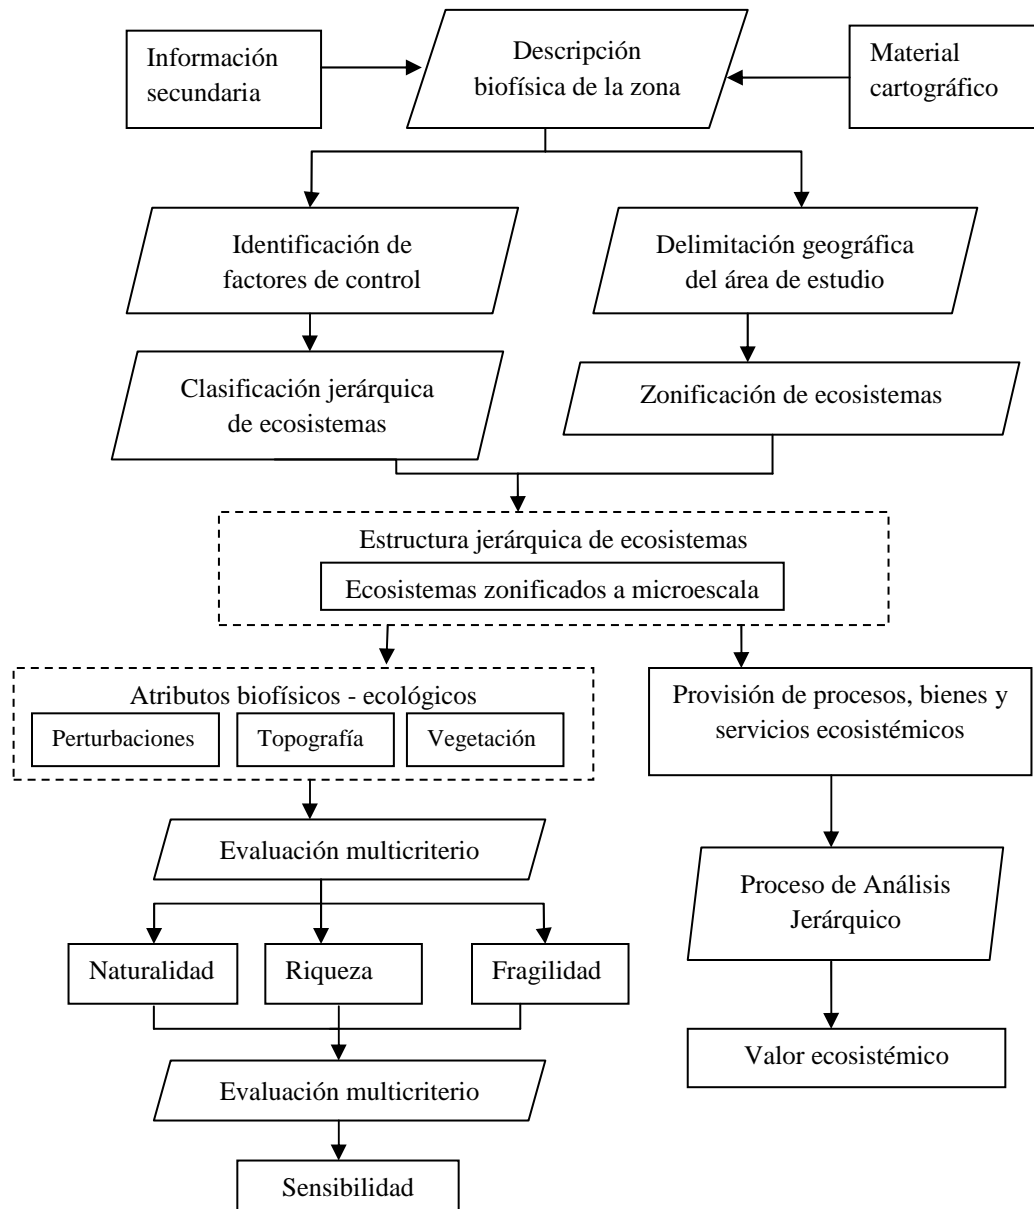 Información
secundaria
Descripción
biofísica de la zona
Material
cartográfico
Identificación de
factores de control
Delimitación geográfica
del área de estudio
Clasificación jerárquica
de ecosistemas
Zonificación de ecosistemas
Estructura jerárquica de ecosistemas
Ecosistemas zonificados a microescala
Atributos biofísicos - ecológicos
Perturbaciones
Topografía
Vegetación
Provisión de procesos, bienes y
servicios ecosistémicos
Evaluación multicriterio
Proceso de Análisis
Jerárquico
Naturalidad
Riqueza
Fragilidad
Valor ecosistémico
Evaluación multicriterio
Sensibilidad